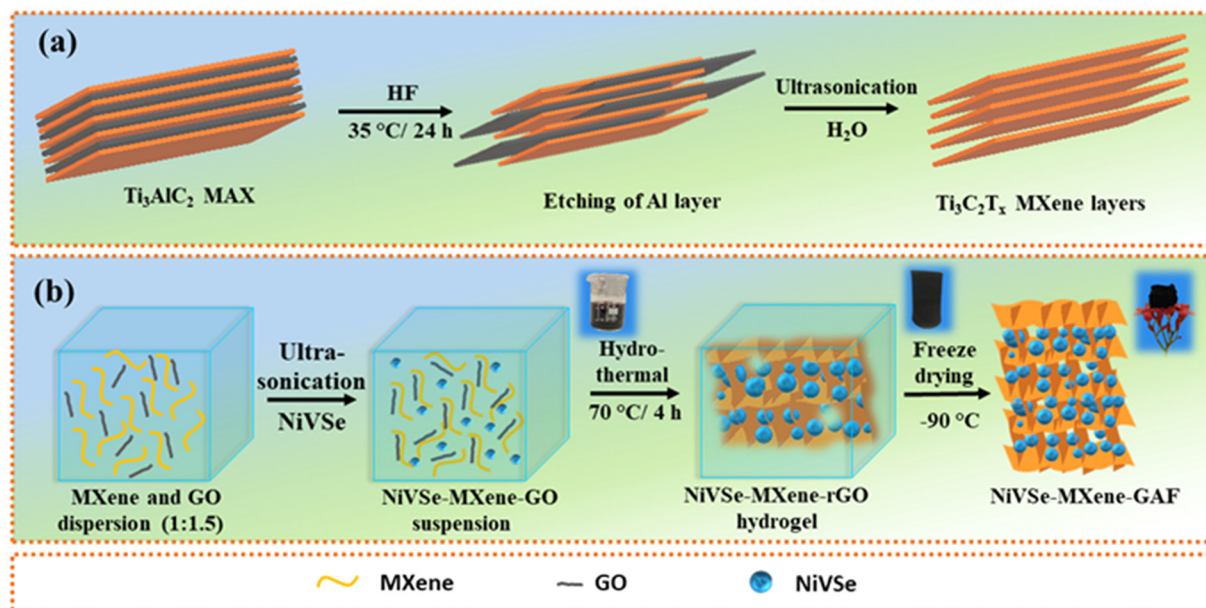 (a)
HF
35 °C/ 24 h
Ultrasonication
H₂O
Ti₃AlC₂ MAX
Etching of Al layer
Ti₃C₂Tₓ MXene layers
(b)
Ultra-
sonication
NiVSe
Hydro-
thermal
70 °C/ 4 h
Freeze
drying
-90 °C
MXene and GO
dispersion (1:1.5)
NiVSe-MXene-GO
suspension
NiVSe-MXene-rGO
hydrogel
NiVSe-MXene-GAF
MXene
GO
NiVSe